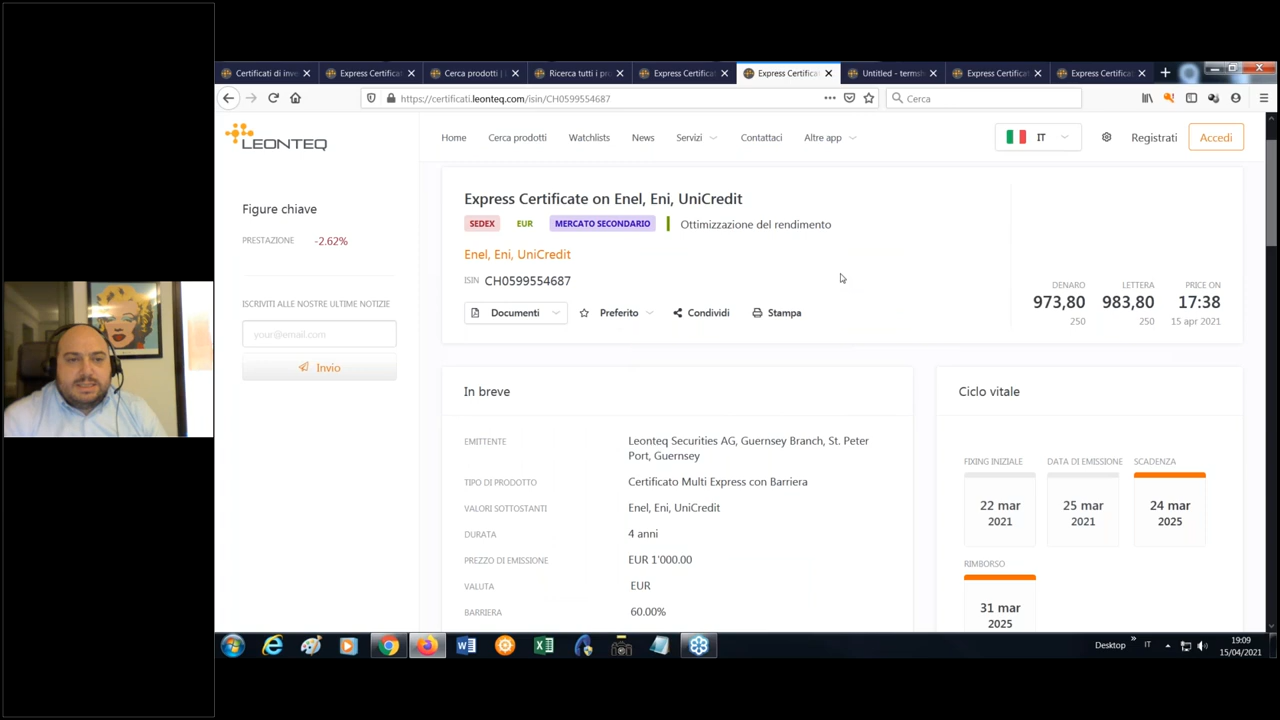 Certificati di inve
Express Certifica
Cerca prodotti | l
Ricerca tutti i pr
Express Certifica
Express Certifica
Untitled - termsh
Express Certifica
Express Certifica
https://certificati.leonteq.com/isin/CH0599554687
Cerca
LEONTEQ
Home
Cerca prodotti
Watchlists
News
Servizi
Contattaci
Altre app
IT
Registrati
Accedi
Figure chiave
PRESTAZIONE -2.62%
ISCRIVITI ALLE NOSTRE ULTIME NOTIZIE
your@email.com
Invio
Express Certificate on Enel, Eni, UniCredit
SEDEX EUR MERCATO SECONDARIO Ottimizzazione del rendimento
Enel, Eni, UniCredit
ISIN CH0599554687
Documenti Preferito Condividi Stampa
DENARO LETTERA PRICE ON
973,80 983,80 17:38
250 250 15 apr 2021
In breve
EMITTENTE Leonteq Securities AG, Guernsey Branch, St. Peter
Port, Guernsey
TIPO DI PRODOTTO Certificato Multi Express con Barriera
VALORI SOTTOSTANTI Enel, Eni, UniCredit
DURATA 4 anni
PREZZO DI EMISSIONE EUR 1'000.00
VALUTA EUR
BARRIERA 60.00%
Ciclo vitale
FIXING INIZIALE DATA DI EMISSIONE SCADENZA
22 mar 25 mar 24 mar
2021 2021 2025
RIMBORSO
31 mar
2025
Desktop
IT
19:09
15/04/2021